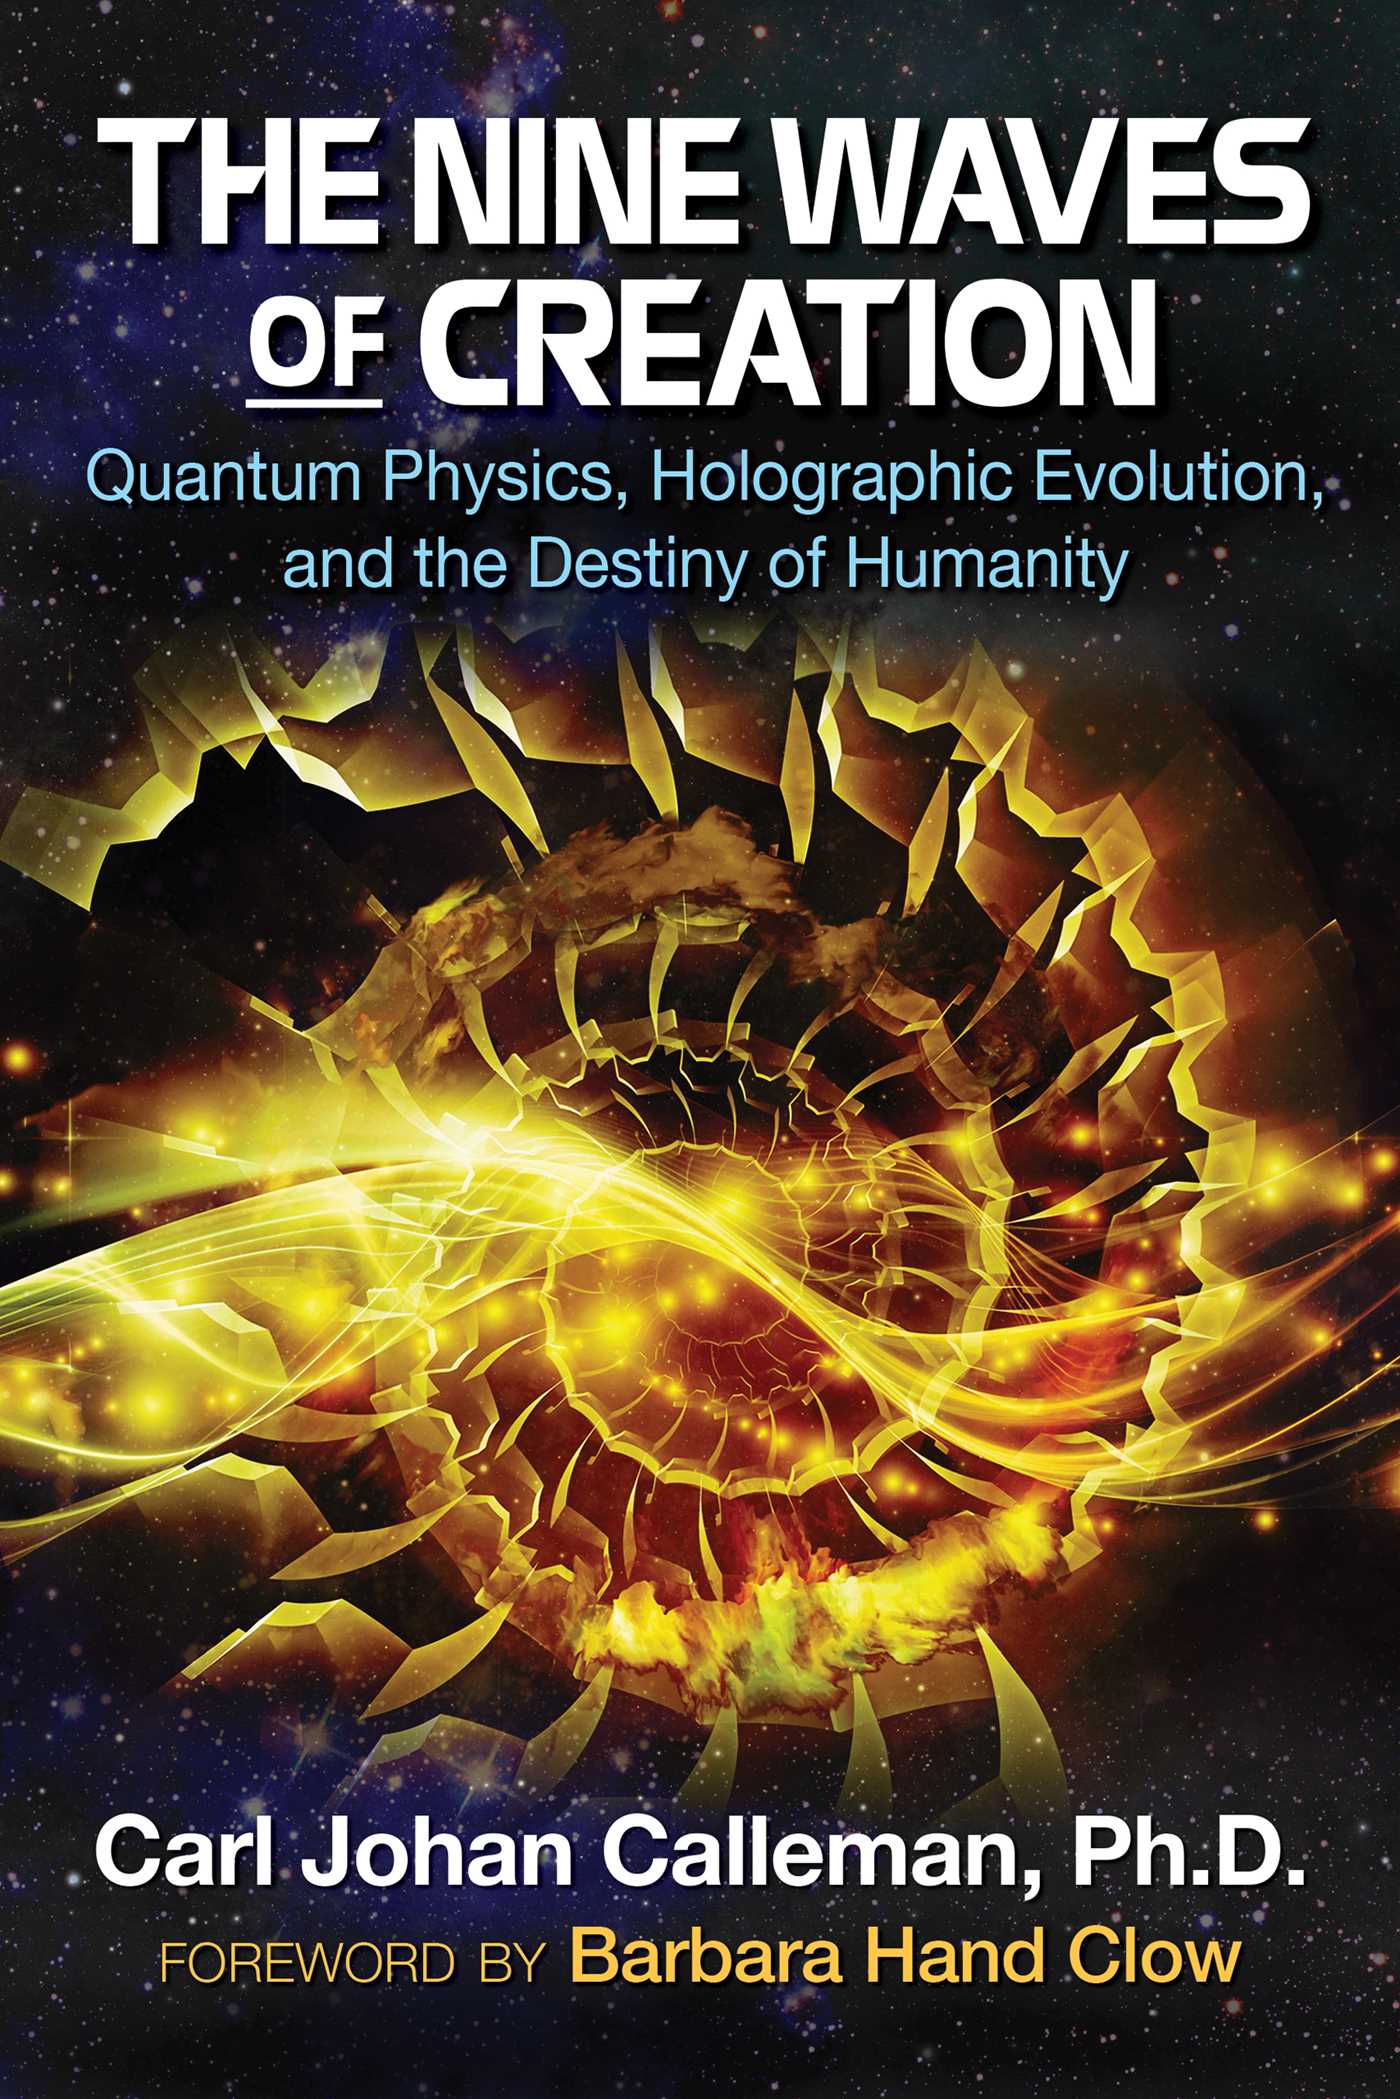 THE NINE WAVES
OF CREATION
Quantum Physics, Holographic Evolution,
and the Destiny of Humanity
Carl Johan Calleman, Ph.D.
FOREWORD BY Barbara Hand Clow